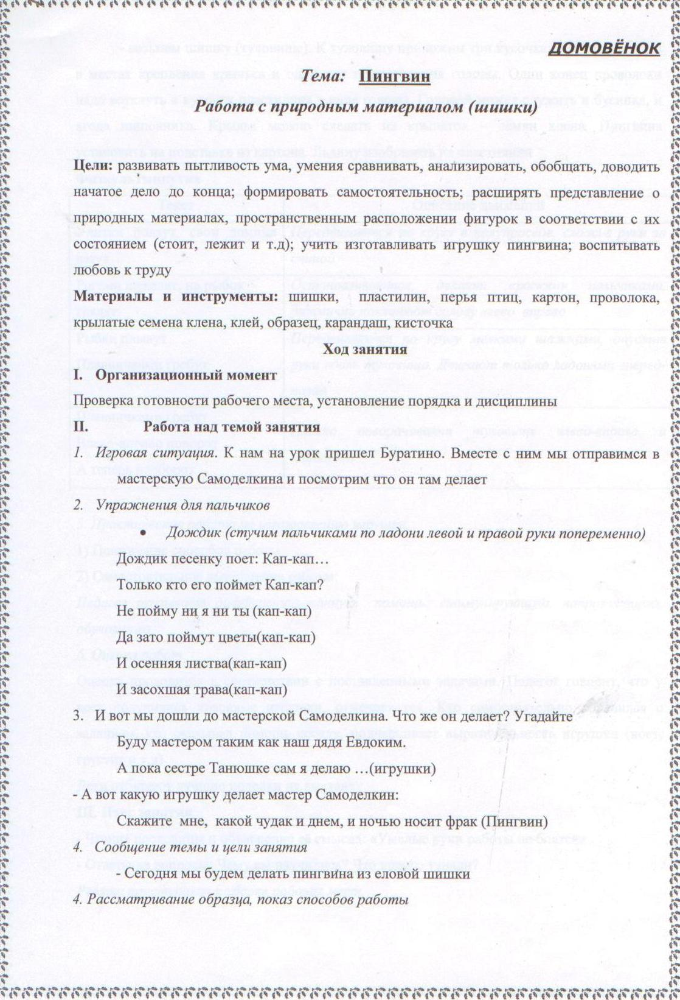 ДОМОВЁНОК
Тема: Пингвин
Работа с природным материалом (шишки)
Цели: развивать пытливость ума, умения сравнивать, анализировать, обобщать, доводить
начатое дело до конца; формировать самостоятельность; расширять представление о
природных материалах, пространственным расположении фигурок в соответствии с их
состоянием (стоит, лежит и т.д); учить изготавливать игрушку пингвина; воспитывать
любовь к труду
Материалы и инструменты: шишки, пластилин, перья птиц, картон, проволока,
крылатые семена клена, клей, образец, карандаш, кисточка
Ход занятия
I. Организационный момент
Проверка готовности рабочего места, установление порядка и дисциплины
II. Работа над темой занятия
1. Игровая ситуация. К нам на урок пришел Буратино. Вместе с ним мы отправимся в
мастерскую Самоделкина и посмотрим что он там делает
2. Упражнения для пальчиков
• Дождик (стучим пальчиками по ладони левой и правой руки попеременно)
Дождик песенку поет: Кап-кап…
Только кто его поймет Кап-кап?
Не пойму ни я ни ты (кап-кап)
Да зато поймут цветы(кап-кап)
И осенняя листва(кап-кап)
И засохшая трава(кап-кап)
3. И вот мы дошли до мастерской Самоделкина. Что же он делает? Угадайте
Буду мастером таким как наш дядя Евдоким.
А пока сестре Танюшке сам я делаю …(игрушки)
- А вот какую игрушку делает мастер Самоделкин:
Скажите мне, какой чудак и днем, и ночью носит фрак (Пингвин)
4. Сообщение темы и цели занятия
- Сегодня мы будем делать пингвина из еловой шишки
4. Рассматривание образца, показ способов работы